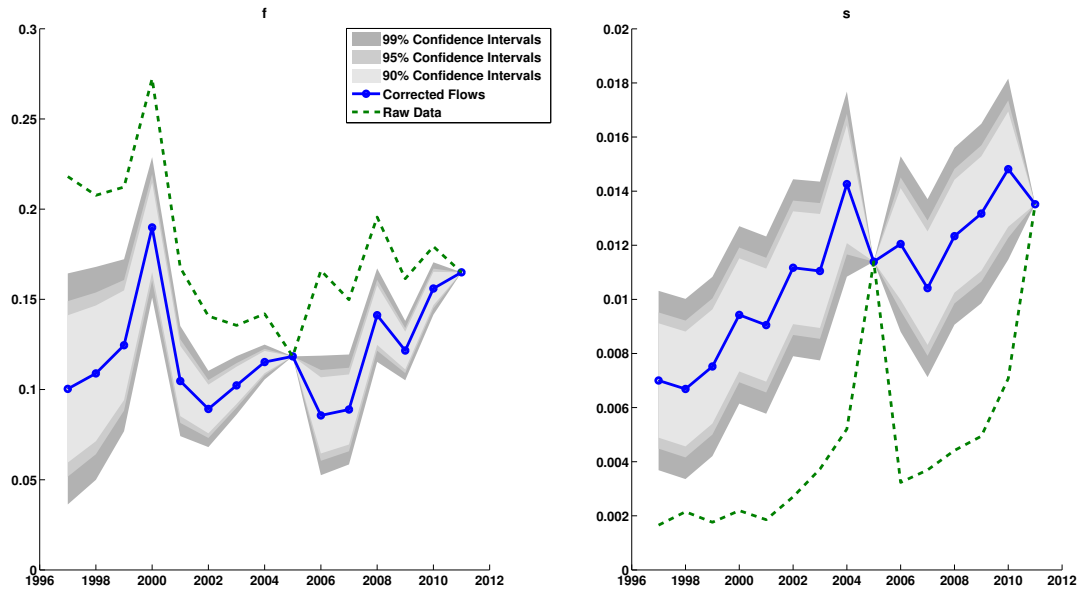 f
0.3
0.25
0.2
0.15
0.1
0.05
0
1996 1998 2000 2002 2004 2006 2008 2010 2012
99% Confidence Intervals
95% Confidence Intervals
90% Confidence Intervals
Corrected Flows
Raw Data
s
0.02
0.018
0.016
0.014
0.012
0.01
0.008
0.006
0.004
0.002
0
1996 1998 2000 2002 2004 2006 2008 2010 2012